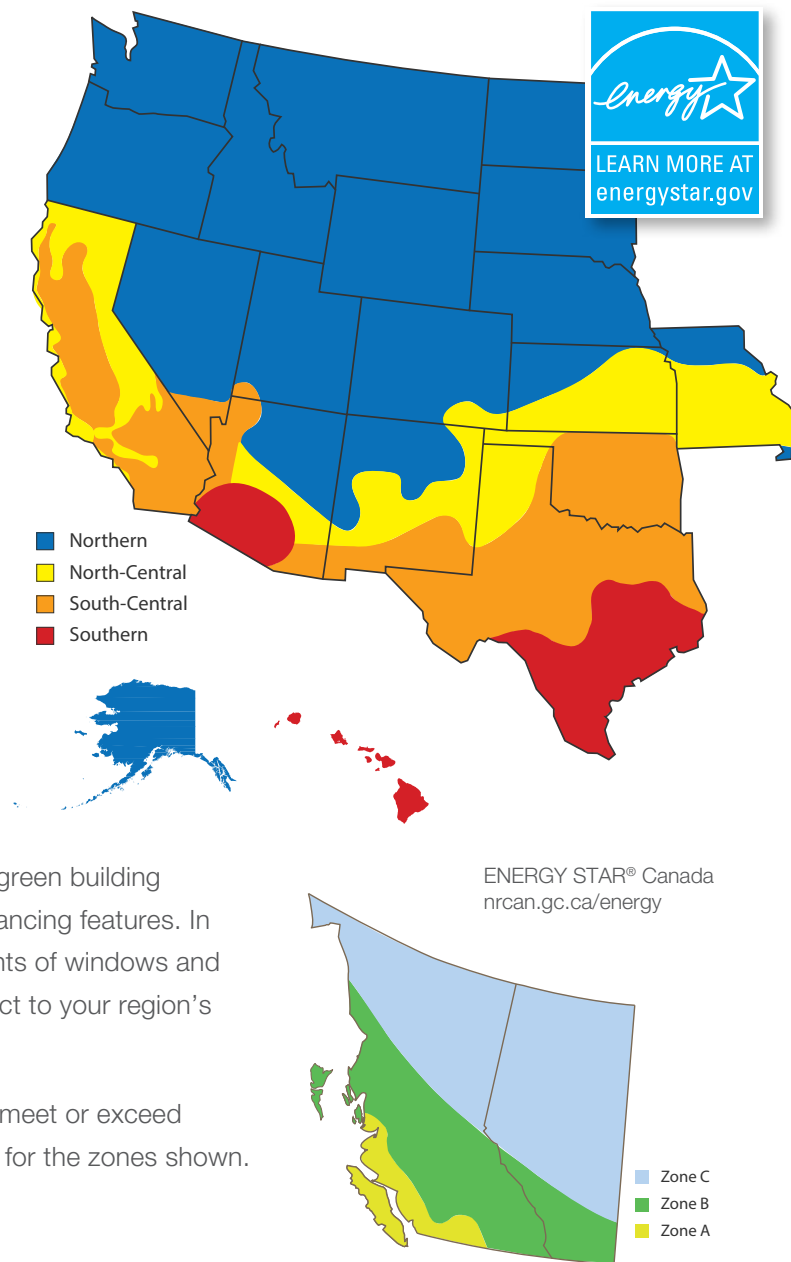 energy
LEARN MORE AT
energystar.gov
Northern
North-Central
South-Central
Southern
green building
ancing features. In
nts of windows and
ct to your region’s
meet or exceed
for the zones shown.
ENERGY STAR® Canada
nrcan.gc.ca/energy
Zone C
Zone B
Zone A